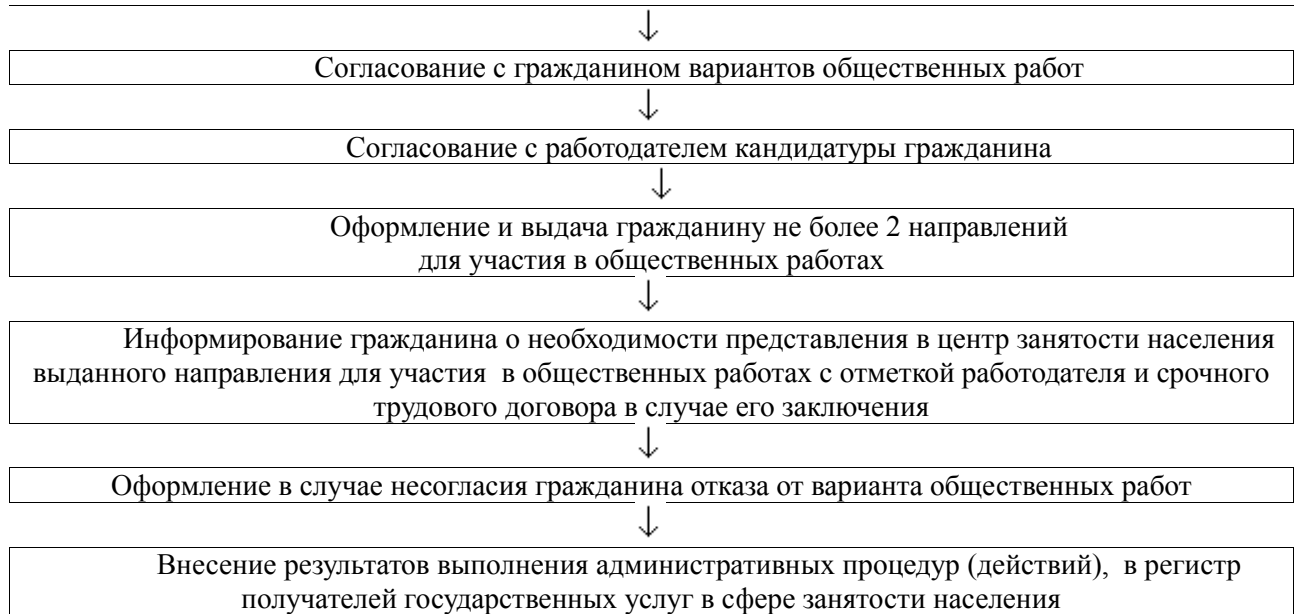 Согласование с гражданином вариантов общественных работ
Согласование с работодателем кандидатуры гражданина
Оформление и выдача гражданину не более 2 направлений
для участия в общественных работах
Информирование гражданина о необходимости представления в центр занятости населения
выданного направления для участия в общественных работах с отметкой работодателя и срочного
трудового договора в случае его заключения
Оформление в случае несогласия гражданина отказа от варианта общественных работ
Внесение результатов выполнения административных процедур (действий), в регистр
получателей государственных услуг в сфере занятости населения